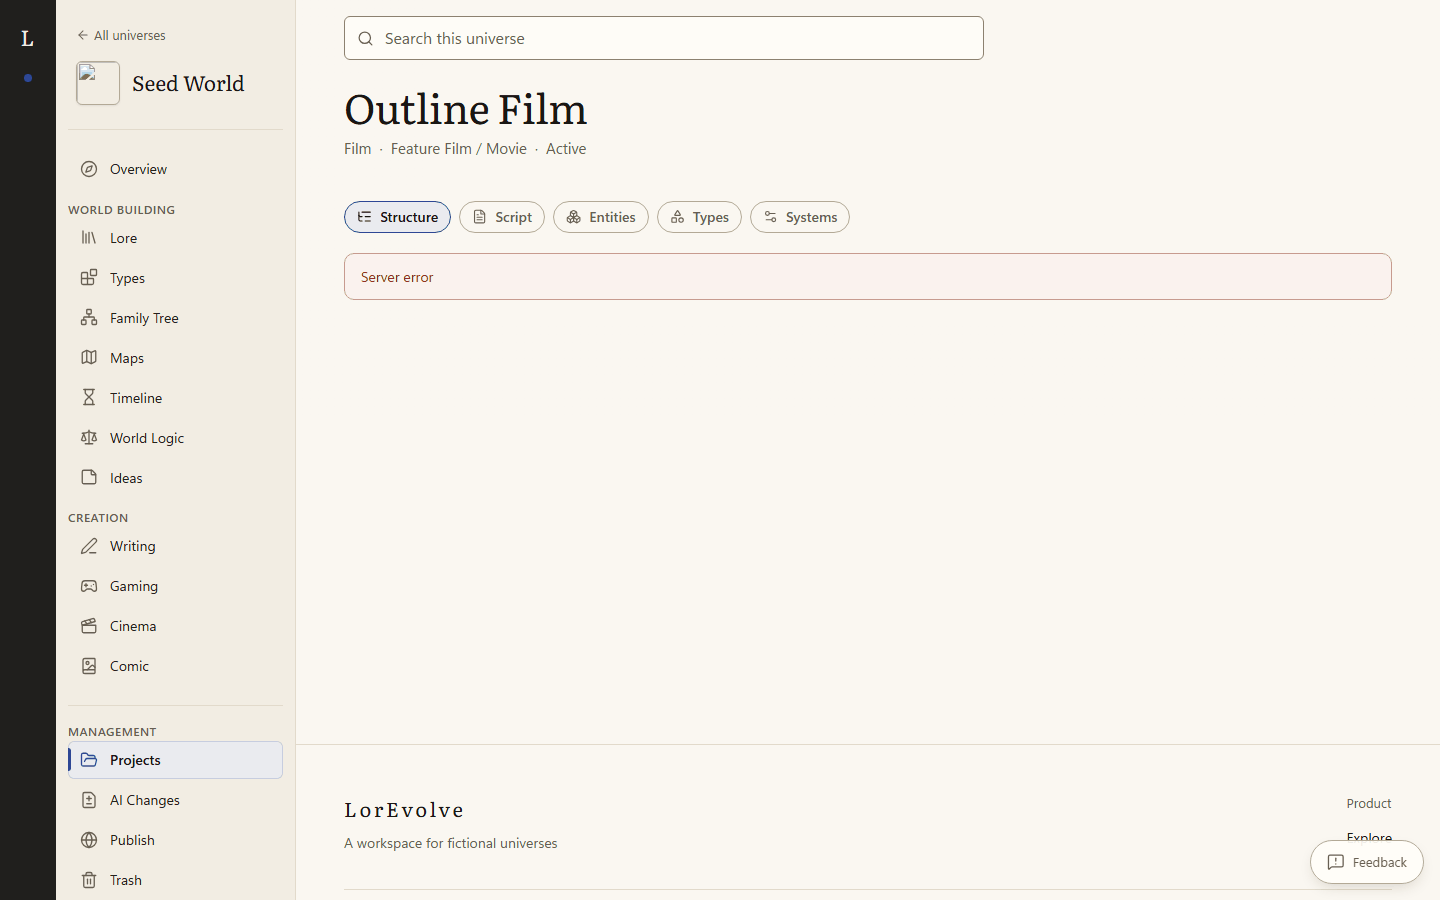 L
All universes
Seed World
Overview
WORLD BUILDING
Lore
Types
Family Tree
Maps
Timeline
World Logic
Ideas
CREATION
Writing
Gaming
Cinema
Comic
MANAGEMENT
Projects
AI Changes
Publish
Trash
Search this universe
Outline Film
Film · Feature Film / Movie · Active
Structure Script Entities Types Systems
Server error
LorEvolve
A workspace for fictional universes
Product
Explore
Feedback